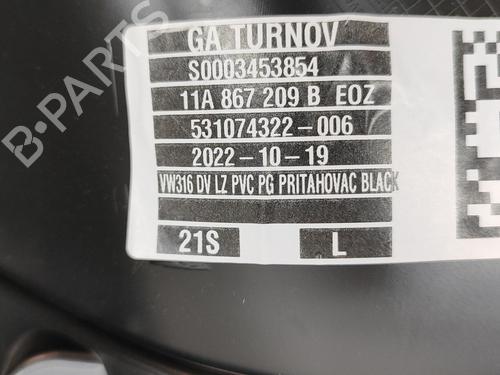 GA TURNOV
S0003453854
11A 867 209 B EOZ
531074322-006
2022-10-19
VW316 DV LZ PVC PG PRITAHOVAC BLACK
21S L
B-PARTS